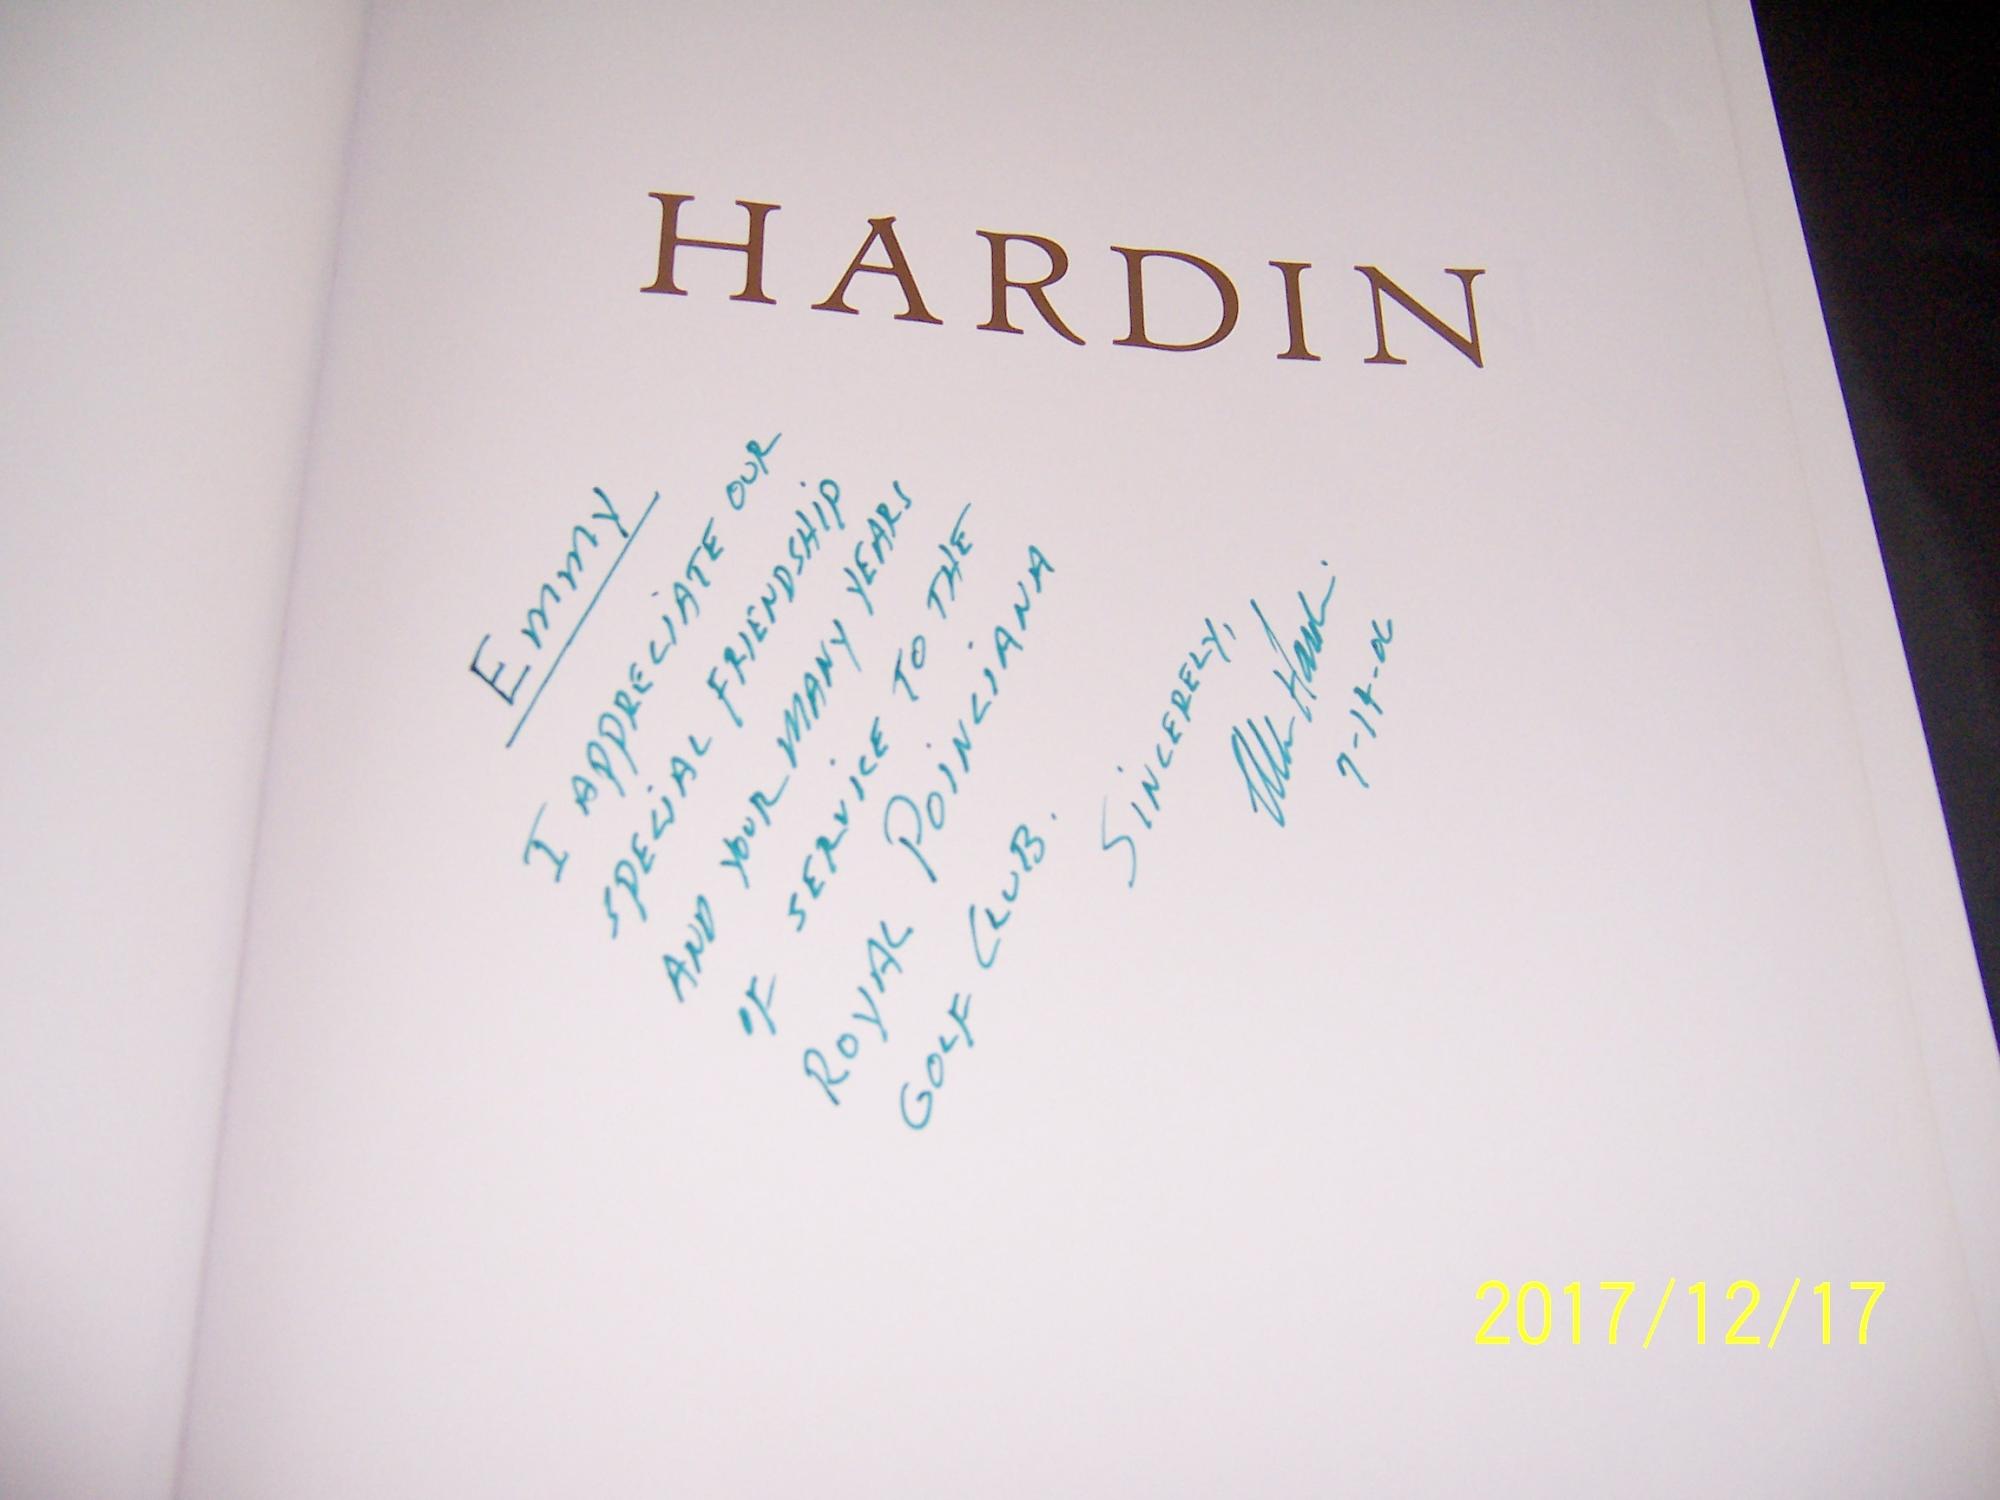 HARDIN
Emmy
I APPRECIATE OUR
SPECIAL FRIENDSHIP
AND YOUR MANY YEARS
OF SERVICE TO THE
ROYAL POINCIANA
GOLF CLUB.
SINCERELY,
2017/12/17